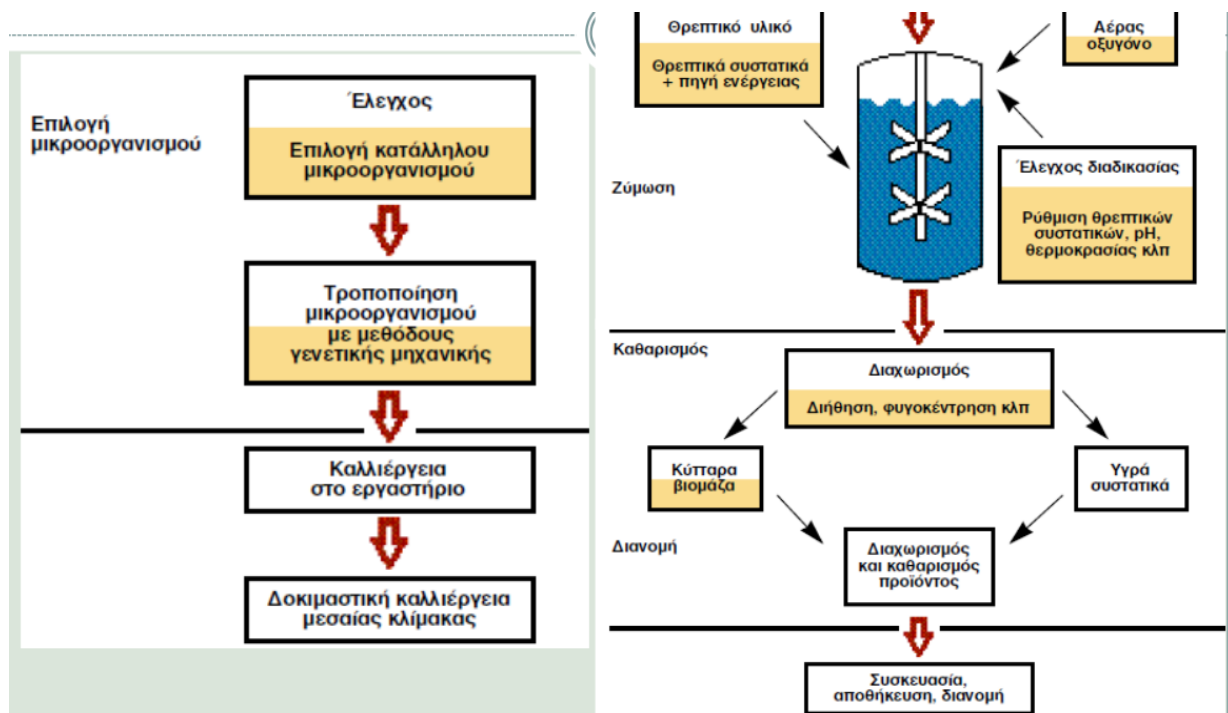 Επιλογή
μικροοργανισμού
Έλεγχος
Επιλογή κατάλληλου
μικροοργανισμού
Τροποποίηση
μικροοργανισμού
με μεθόδους
γενετικής μηχανικής
Καλλιέργεια
στο εργαστήριο
Δοκιμαστική καλλιέργεια
μεσαίας κλίμακας
Θρεπτικό υλικό
Θρεπτικά συστατικά
+ πηγή ενέργειας
Αέρας
οξυγόνο
Ζύμωση
Έλεγχος διαδικασίας
Ρύθμιση θρεπτικών
συστατικών, pH,
θερμοκρασίας κλπ
Καθαρισμός
Διαχωρισμός
Διήθηση, φυγοκέντρηση κλπ
Κύτταρα
βιομάζα
Υγρά
συστατικά
Διανομή
Διαχωρισμός
και καθαρισμός
προϊόντος
Συσκευασία,
αποθήκευση, διανομή